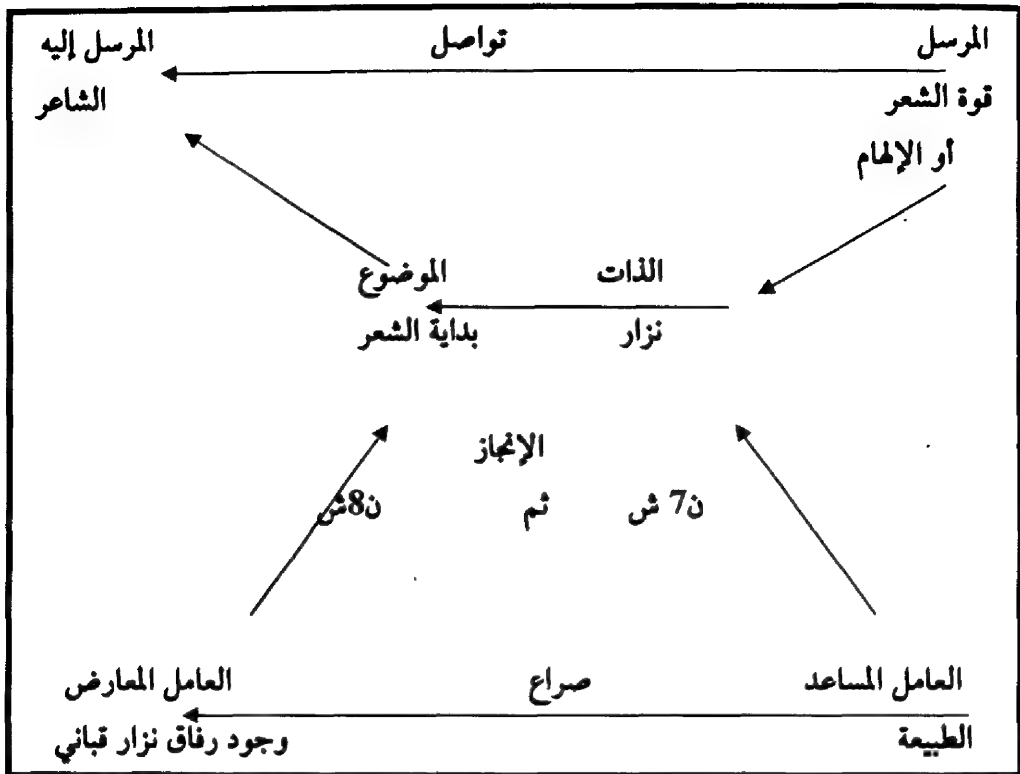 المرسل تواصل المرسل إليه
قوة الشعر الشاعر
أو الإلهام
الذات الموضوع
نزار بداية الشعر
الإنجاز
ن7 ش ثم ن8ش
العامل المساعد صراع العامل المعارض
الطبيعة وجود رفاق نزار قباني